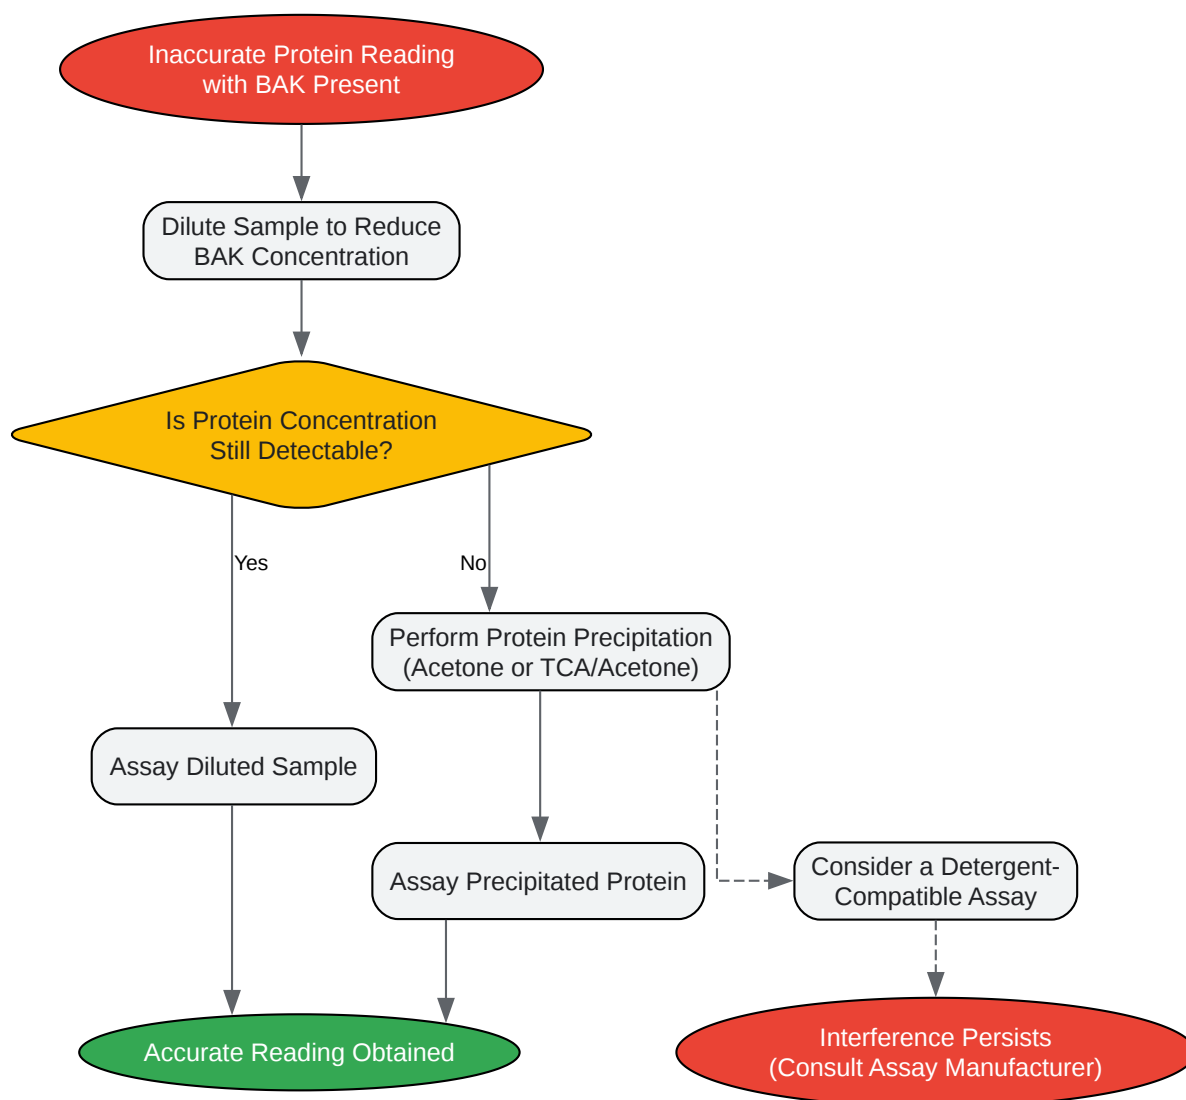 Inaccurate Protein Reading
with BAK Present
Dilute Sample to Reduce
BAK Concentration
Is Protein Concentration
Still Detectable?
Yes
No
Perform Protein Precipitation
(Acetone or TCA/Acetone)
Assay Diluted Sample
Assay Precipitated Protein
Consider a Detergent-
Compatible Assay
Accurate Reading Obtained
Interference Persists
(Consult Assay Manufacturer)